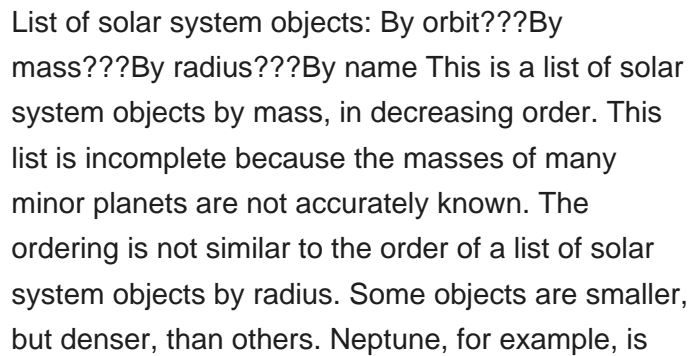 List of solar system objects: By orbit???By
mass???By radius???By name This is a list of solar
system objects by mass, in decreasing order. This
list is incomplete because the masses of many
minor planets are not accurately known. The
ordering is not similar to the order of a list of solar
system objects by radius. Some objects are smaller,
but denser, than others. Neptune, for example, is